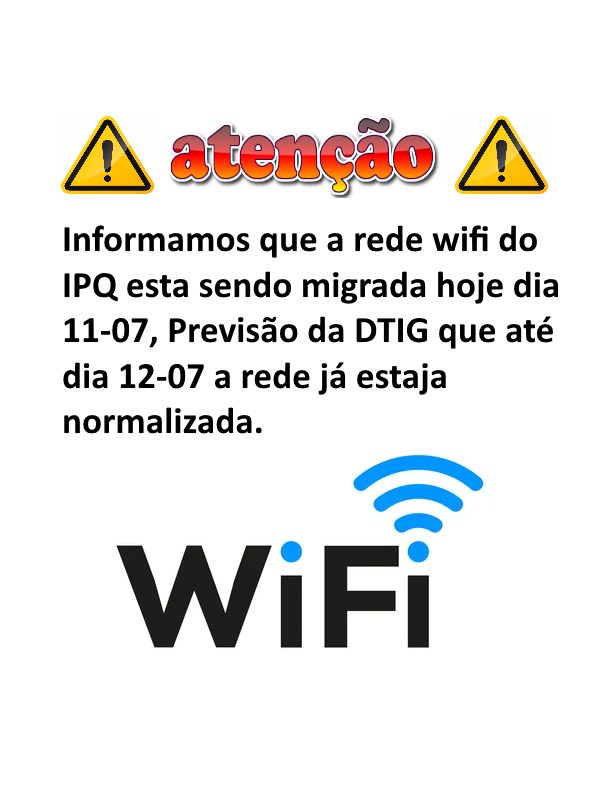 atenção
Informamos que a rede wifi do
IPQ esta sendo migrada hoje dia
11-07, Previsão da DTIG que até
dia 12-07 a rede já estaja
normalizada.
WiFi